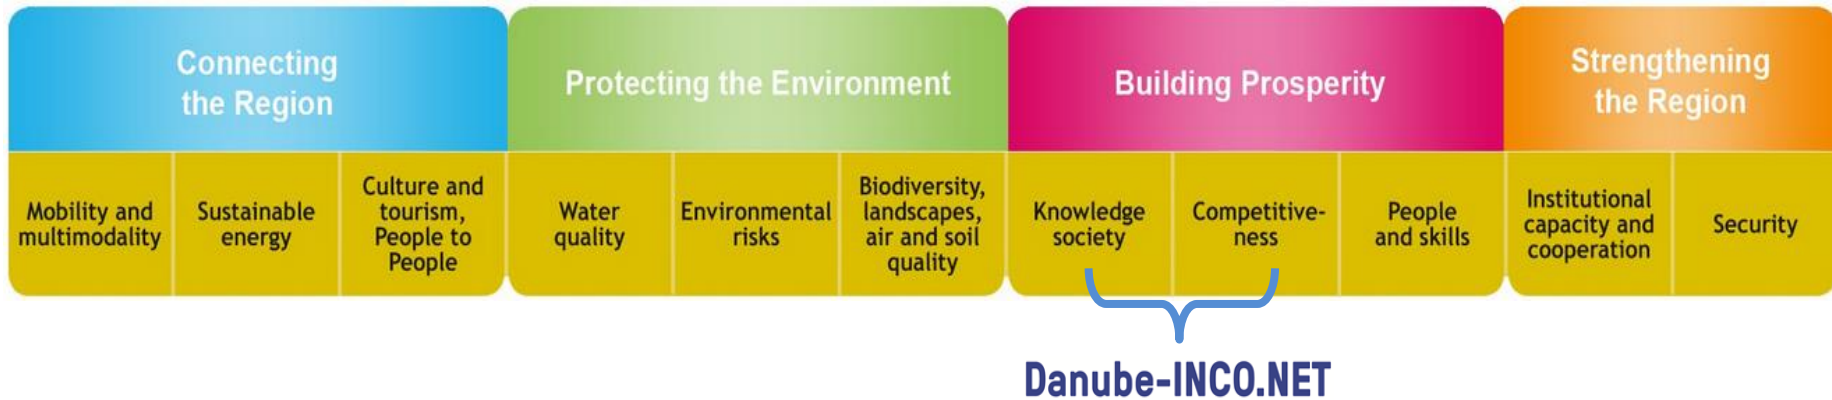 Connecting
the Region
Protecting the Environment
Building Prosperity
Strengthening
the Region
Mobility and
multimodality
Sustainable
energy
Culture and
tourism,
People to
People
Water
quality
Environmental
risks
Biodiversity,
landscapes,
air and soil
quality
Knowledge
society
Competitive-
ness
People
and skills
Institutional
capacity and
cooperation
Security
Danube-INCO.NET